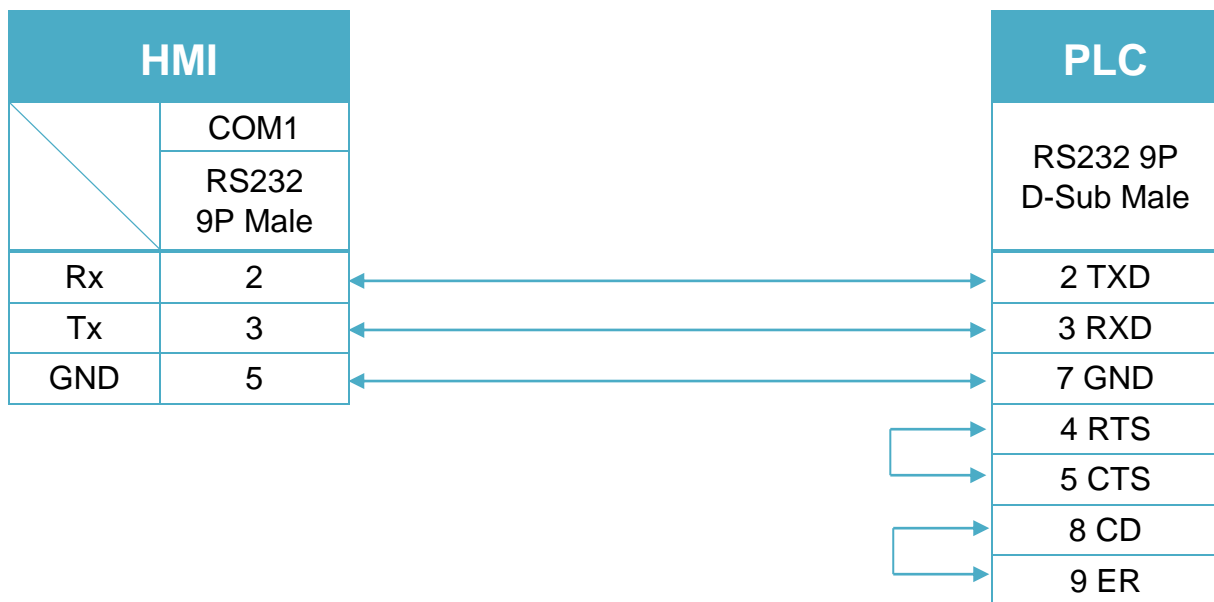 HMI
PLC
COM1
RS232
9P Male
RS232 9P
D-Sub Male
Rx 2 2 TXD
Tx 3 3 RXD
GND 5 7 GND
4 RTS
5 CTS
8 CD
9 ER